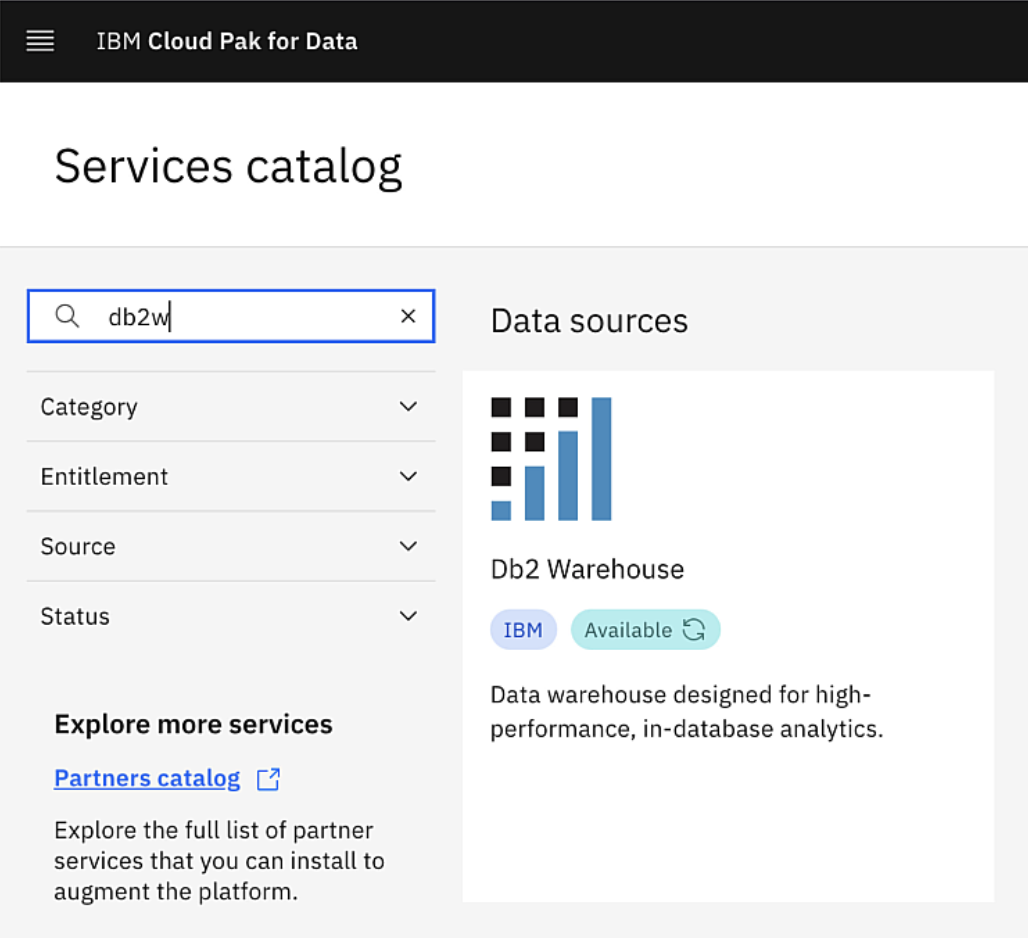 IBM Cloud Pak for Data
Services catalog
db2w
Category
Entitlement
Source
Status
Explore more services
Partners catalog
Explore the full list of partner
services that you can install to
augment the platform.
Data sources
Db2 Warehouse
IBM Available
Data warehouse designed for high-
performance, in-database analytics.